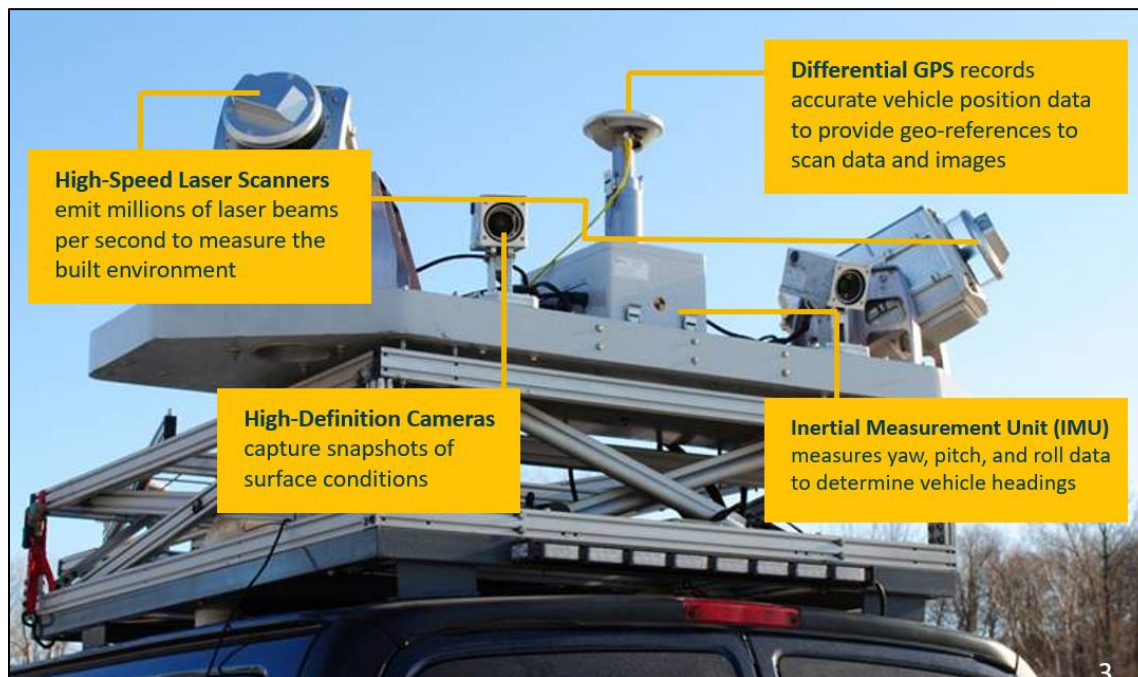 Differential GPS records
accurate vehicle position data
to provide geo-references to
scan data and images
High-Speed Laser Scanners
emit millions of laser beams
per second to measure the
built environment
High-Definition Cameras
capture snapshots of
surface conditions
Inertial Measurement Unit (IMU)
measures yaw, pitch, and roll data
to determine vehicle headings
3